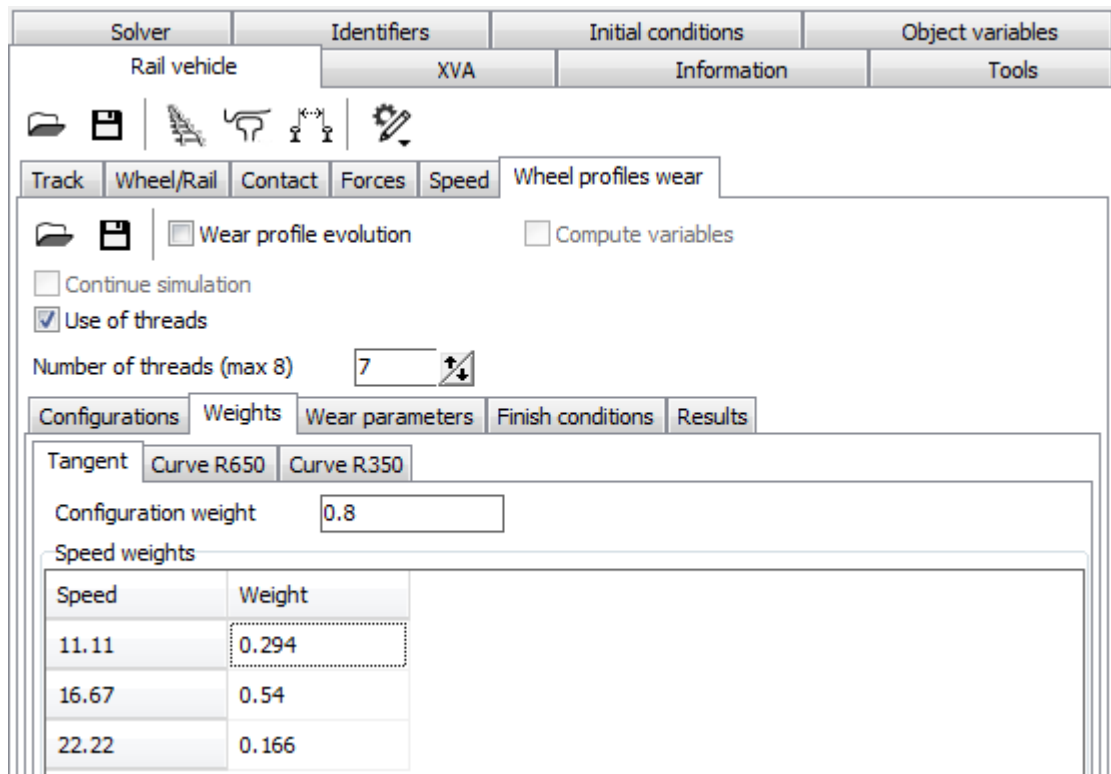 Solver Identifiers Initial conditions Object variables
Rail vehicle XVA Information Tools
Track Wheel/Rail Contact Forces Speed Wheel profiles wear
Wear profile evolution Compute variables
Continue simulation
Use of threads
Number of threads (max 8) 7
Configurations Weights Wear parameters Finish conditions Results
Tangent Curve R650 Curve R350
Configuration weight 0.8
Speed weights
Speed Weight
11.11 0.294
16.67 0.54
22.22 0.166